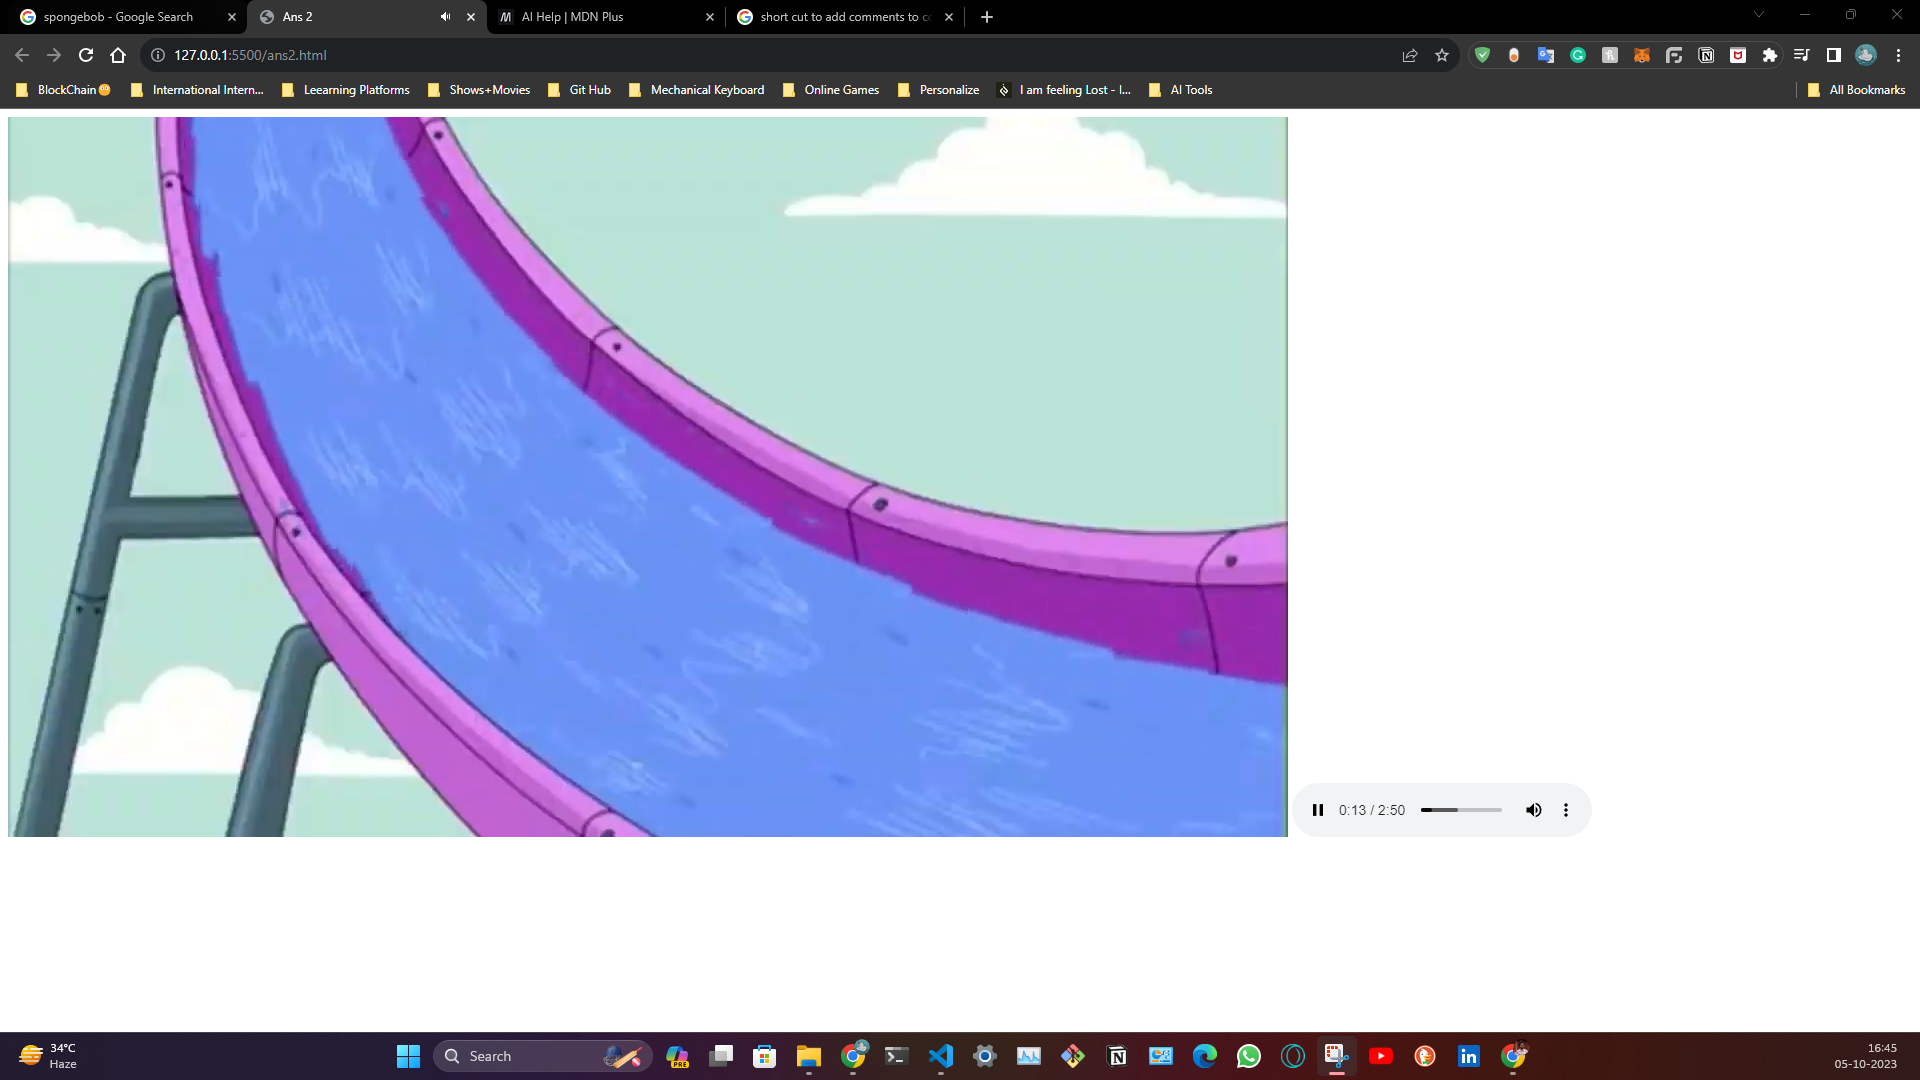 spongebob - Google Search
Ans 2
AI Help | MDN Plus
short cut to add comments to c
127.0.0.1:5500/ans2.html
BlockChain
International Intern...
Leearning Platforms
Shows+Movies
Git Hub
Mechanical Keyboard
Online Games
Personalize
I am feeling Lost - I...
AI Tools
All Bookmarks
0:13 / 2:50
34°C
Haze
Search
PRE
16:45
05-10-2023